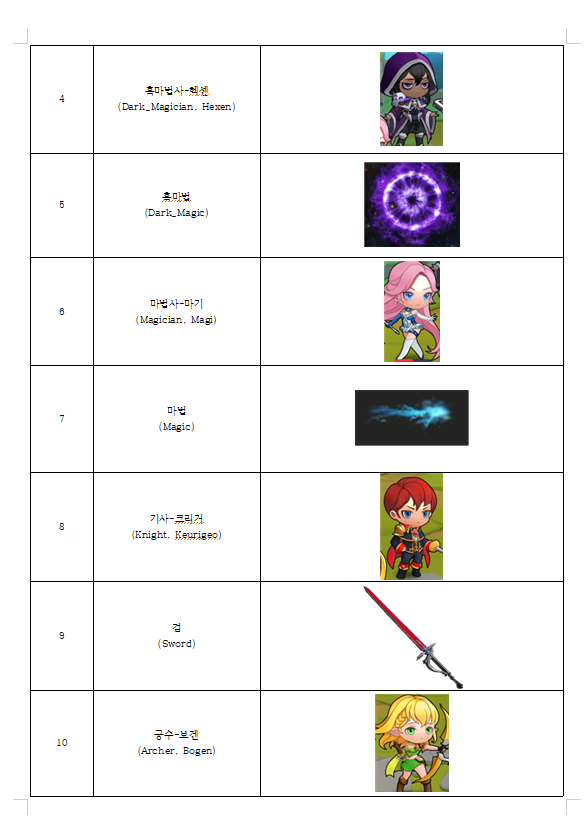 4
흑마법사-헥센
(Dark_Magician, Hexen)
5
흑마법
(Dark_Magic)
6
마법사-마기
(Magician, Magi)
7
마법
(Magic)
8
기사-크리거
(Knight, Keurigeo)
9
검
(Sword)
10
궁수-보겐
(Archer, Bogen)